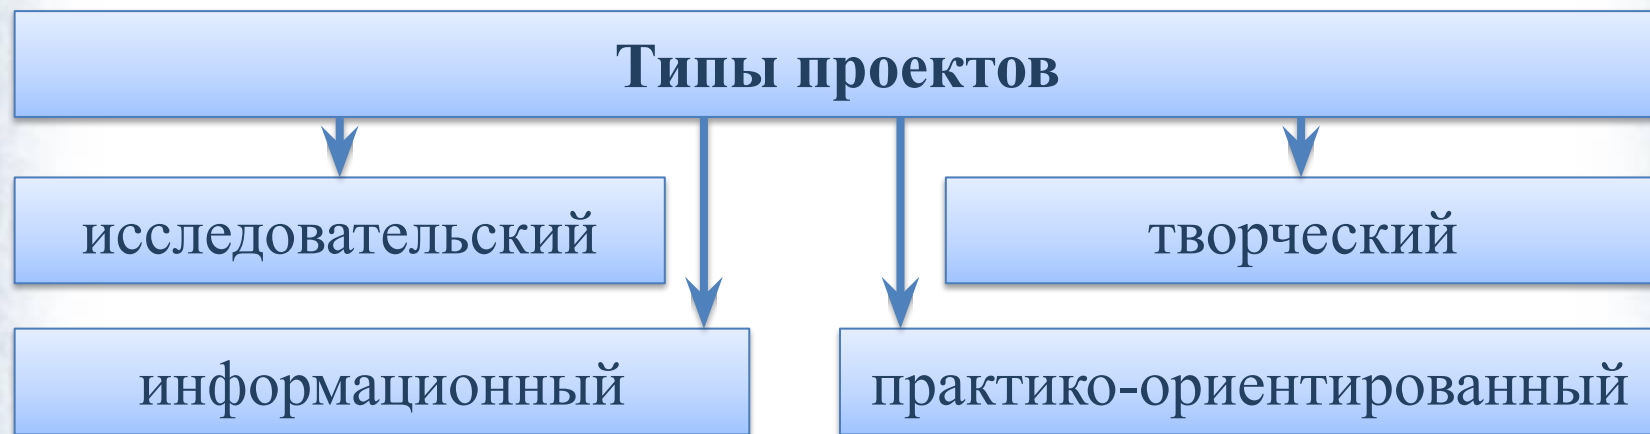 Типы проектов
исследовательский
творческий
информационный
практико-ориентированный